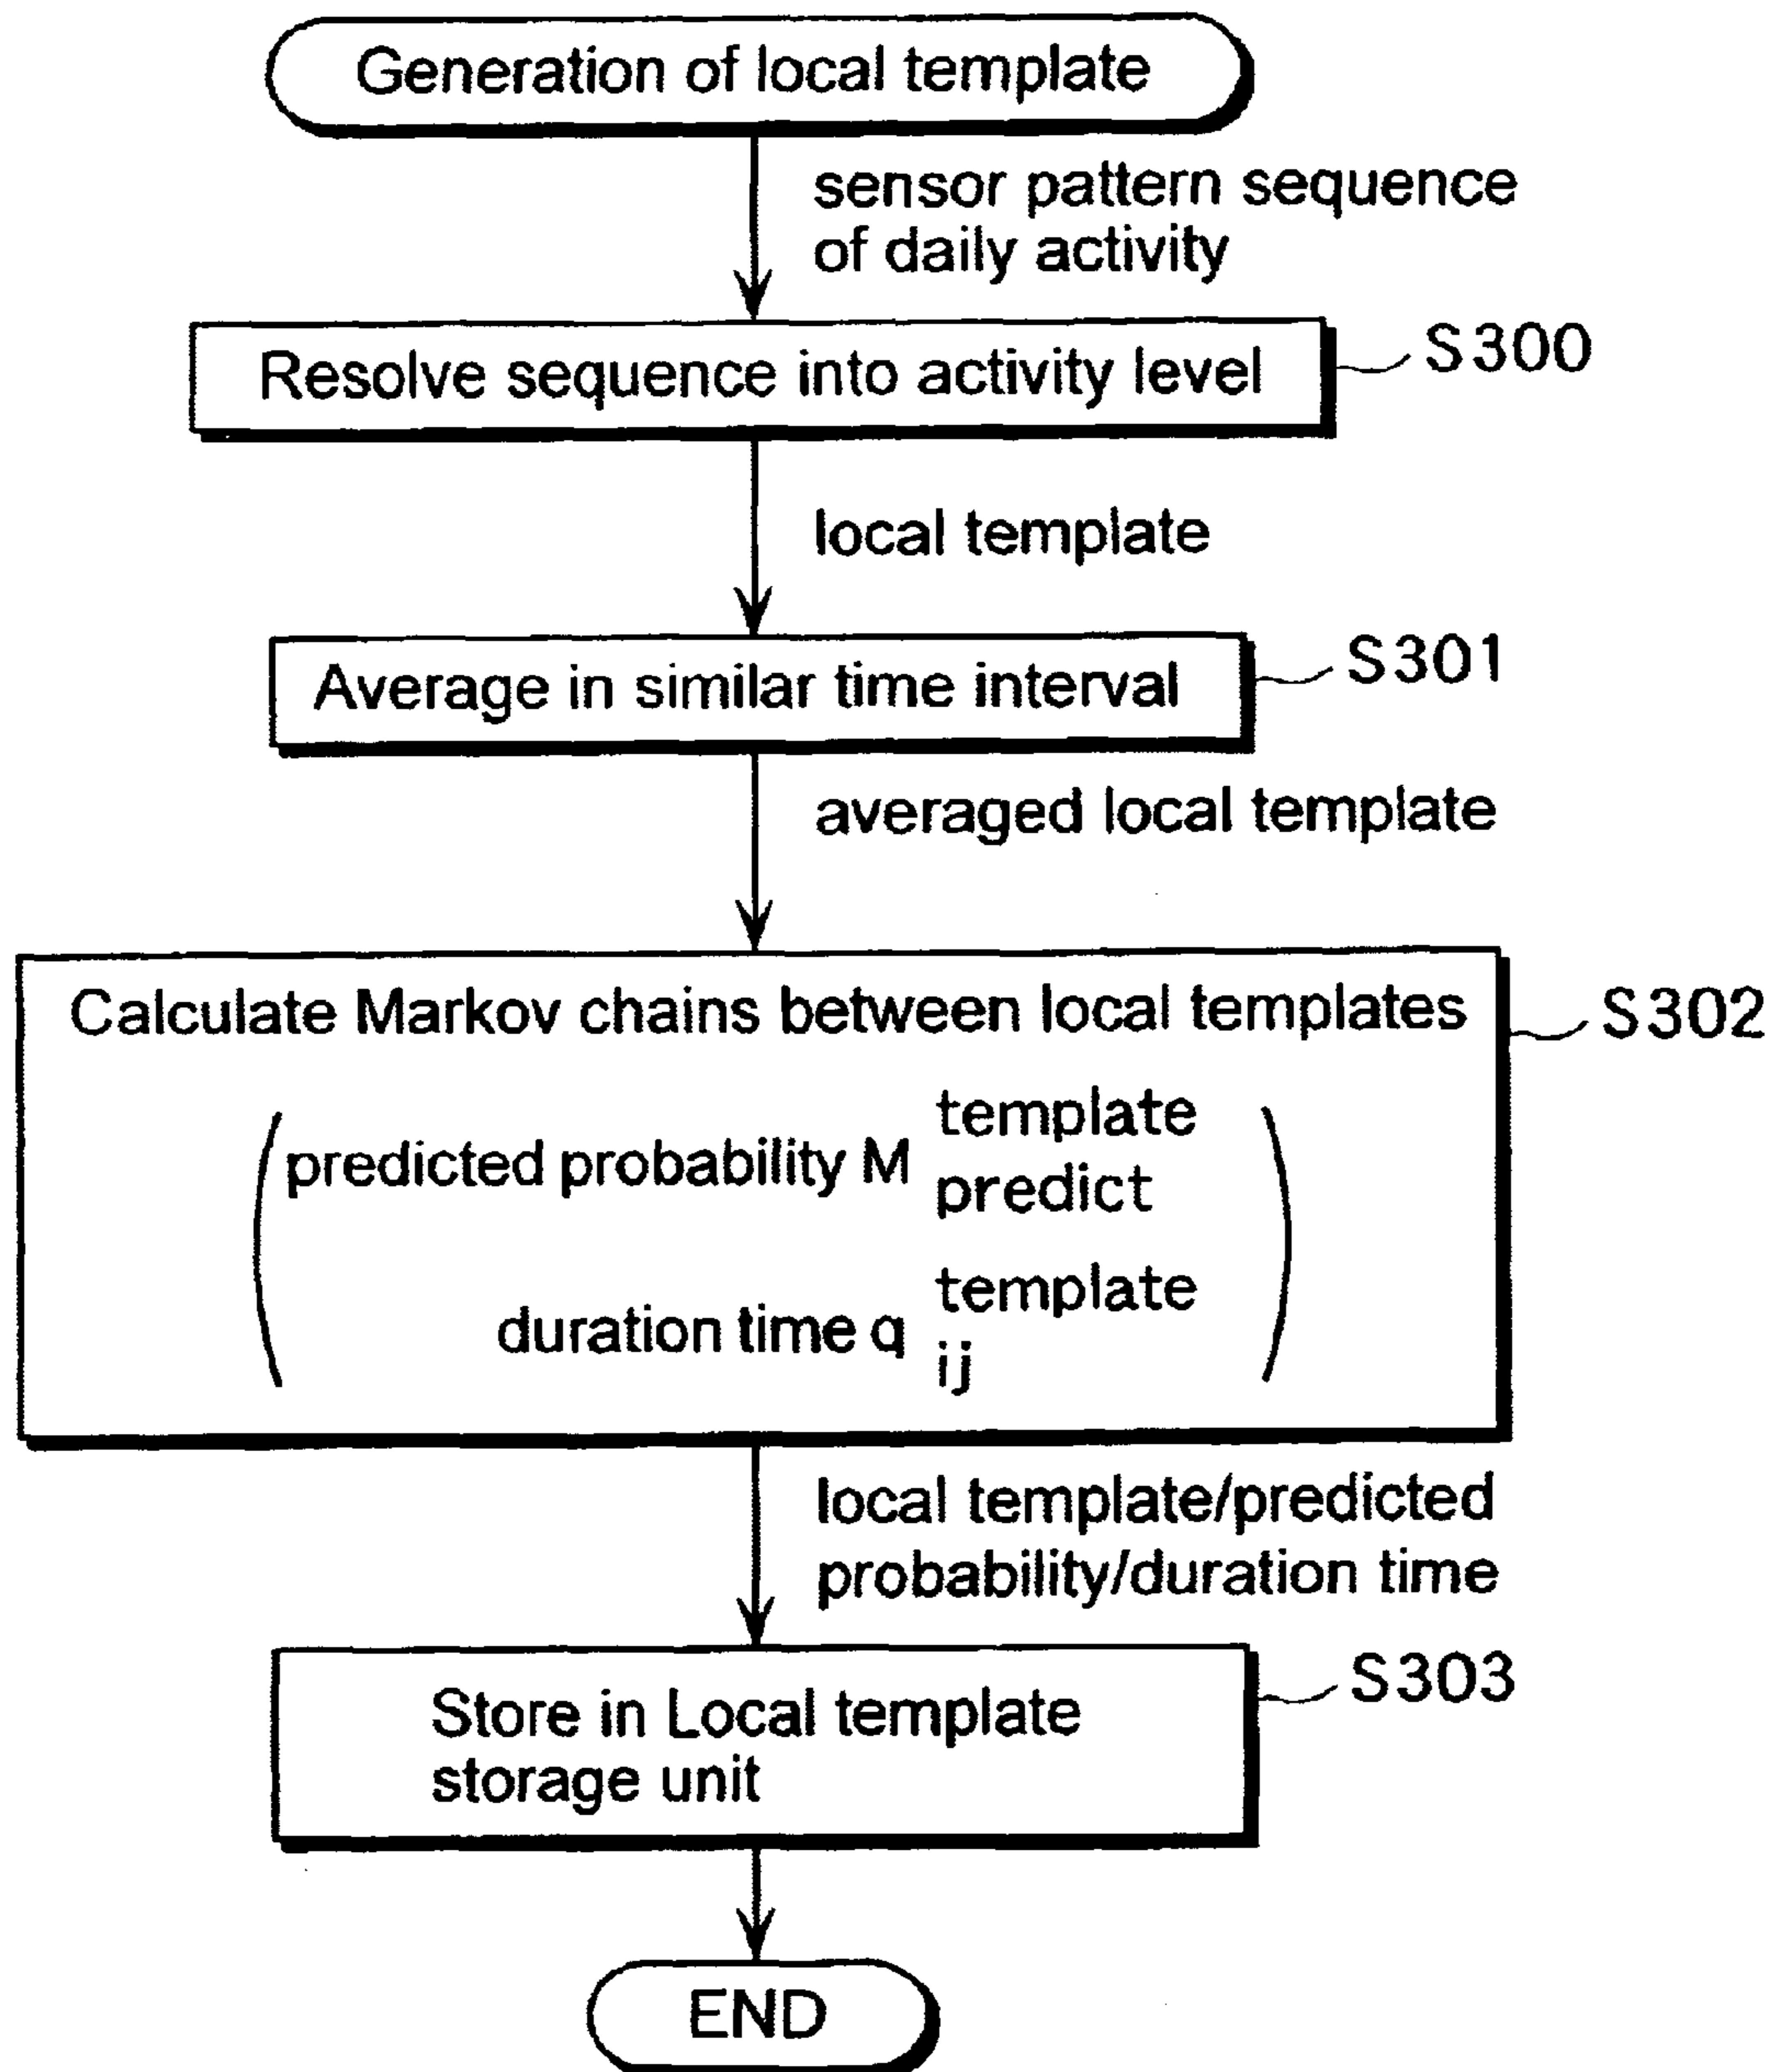 Generation of local template
sensor pattern sequence
of daily activity
Resolve sequence into activity level
S300
local template
Average in similar time interval
S301
averaged local template
Calculate Markov chains between local templates
S302
template
predicted probability M
predict
template
duration time q
ij
local template/predicted
probability/duration time
Store in Local template
storage unit
S303
END